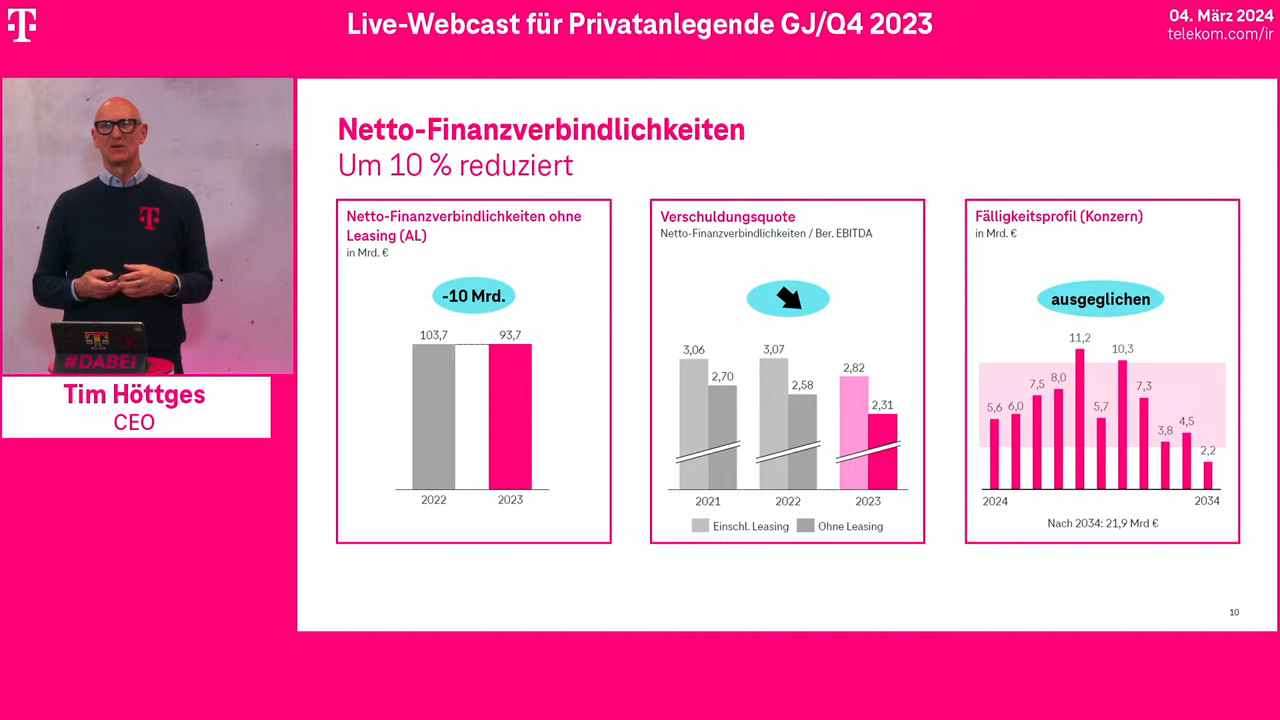 Live-Webcast für Privatanlegende GJ/Q4 2023
04. März 2024
telekom.com/ir
T
#DABEI
Tim Höttges
CEO
Netto-Finanzverbindlichkeiten
Um 10 % reduziert
Netto-Finanzverbindlichkeiten ohne
Leasing (AL)
in Mrd. €
-10 Mrd.
103,7
93,7
2022
2023
Verschuldungsquote
Netto-Finanzverbindlichkeiten / Ber. EBITDA
3,06
2,70
3,07
2,58
2,82
2,31
2021
2022
2023
Einschl. Leasing
Ohne Leasing
Fälligkeitsprofil (Konzern)
in Mrd. €
ausgeglichen
5,6
6,0
7,5
8,0
11,2
5,7
10,3
7,3
3,8
4,5
2,2
2024
2034
Nach 2034: 21,9 Mrd €
10